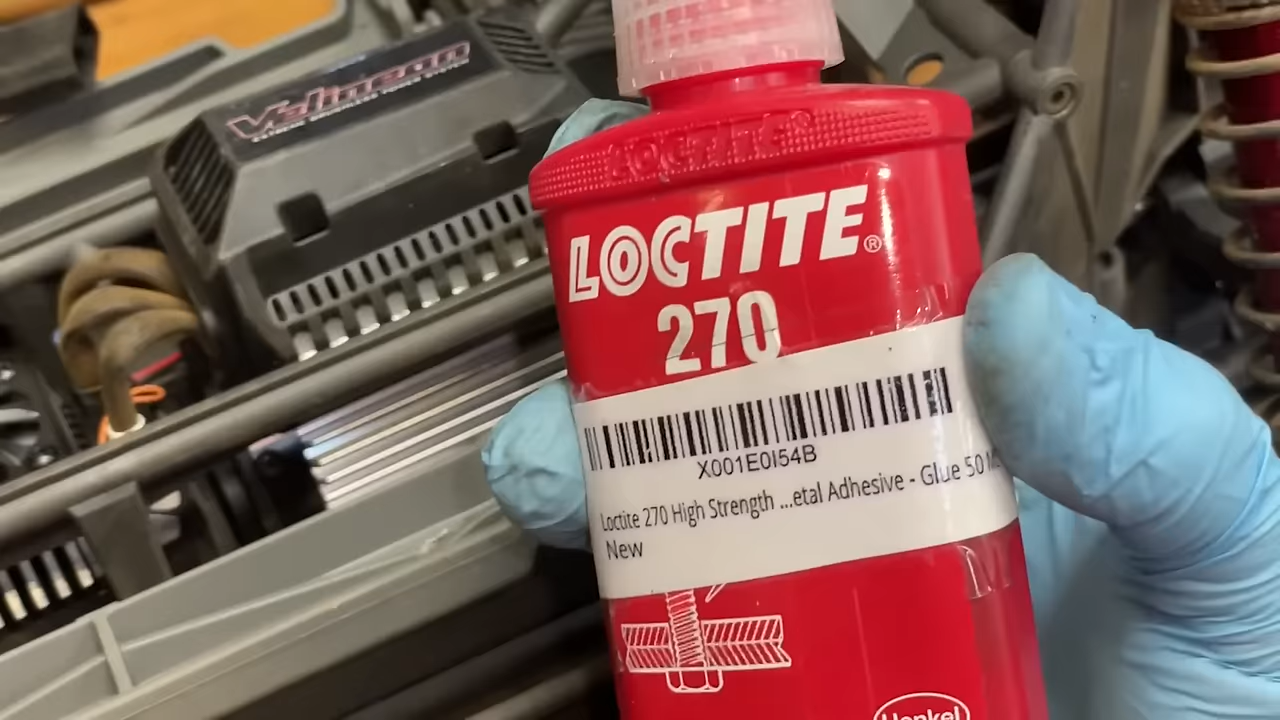 Velineon
LOCTITE®
LOCTITE®
270
X001E0I54B
Loctite 270 High Strength ...etal Adhesive - Glue 50 M
New
Henkel